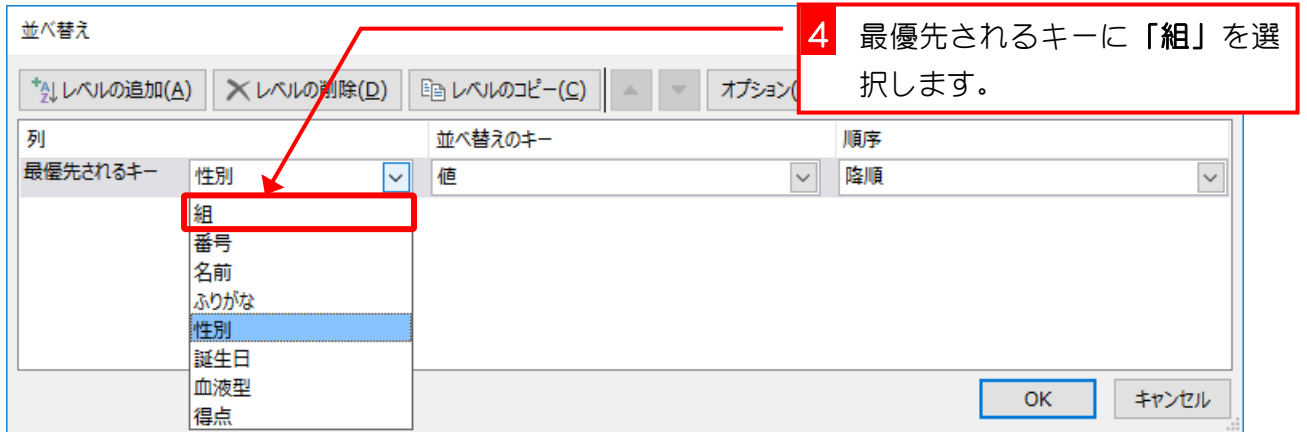 並べ替え
4 最優先されるキーに「組」を選
択します。
レベルの追加(A) レベルの削除(D) レベルのコピー(C) オプション(
列 並べ替えのキー 順序
最優先されるキー 性別 値 降順
組
番号
名前
ふりがな
性別
誕生日
血液型
得点
OK キャンセル